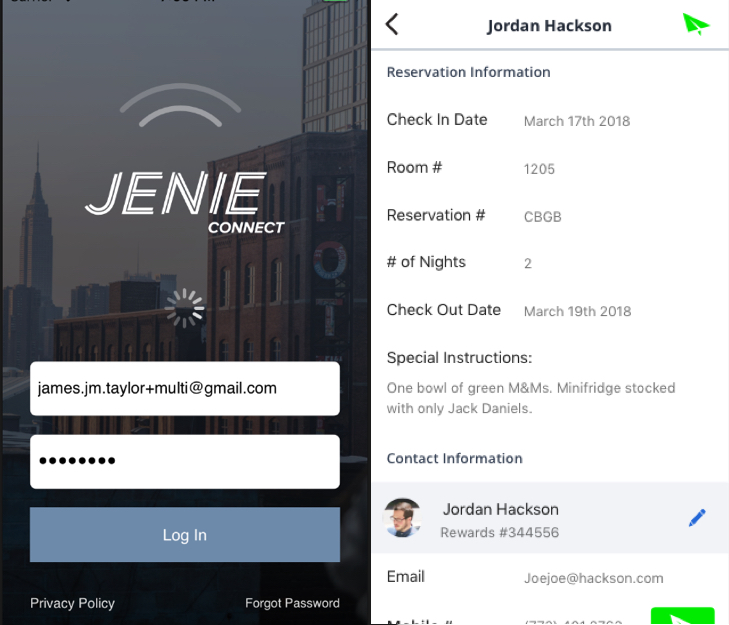 JENIE
CONNECT
HOT
james.jm.taylor+multi@gmail.com
••••••••
Log In
Privacy Policy
Forgot Password
Jordan Hackson
Reservation Information
Check In Date March 17th 2018
Room # 1205
Reservation # CBGB
# of Nights 2
Check Out Date March 19th 2018
Special Instructions:
One bowl of green M&Ms. Minifridge stocked
with only Jack Daniels.
Contact Information
Jordan Hackson
Rewards #344556
Email Joejoe@hackson.com
Mobile #